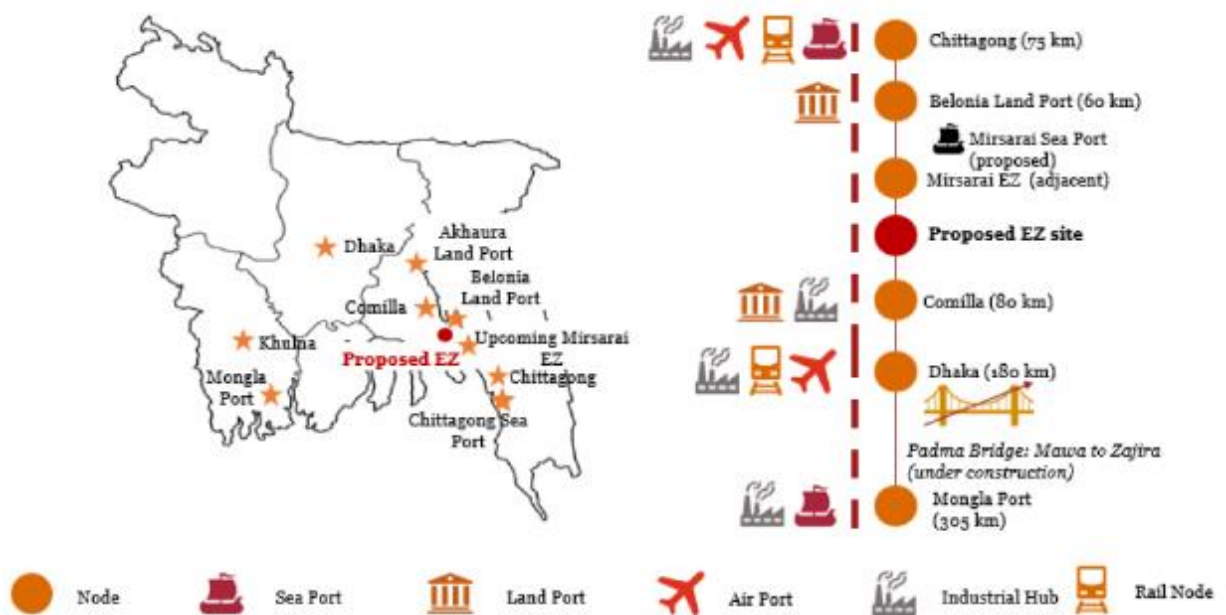 Dhaka
Akhaura
Land Port
Belonia
Land Port
Comilla
Khulna
Proposed EZ
Upcoming Mirsarai
EZ
Mongla
Port
Chittagong
Chittagong Sea
Port
Chittagong (75 km)
Belonia Land Port (60 km)
Mirsarai Sea Port
(proposed)
Mirsarai EZ (adjacent)
Proposed EZ site
Comilla (80 km)
Dhaka (180 km)
Padma Bridge: Mawa to Zajira
(under construction)
Mongla Port
(305 km)
Node
Sea Port
Land Port
Air Port
Industrial Hub
Rail Node